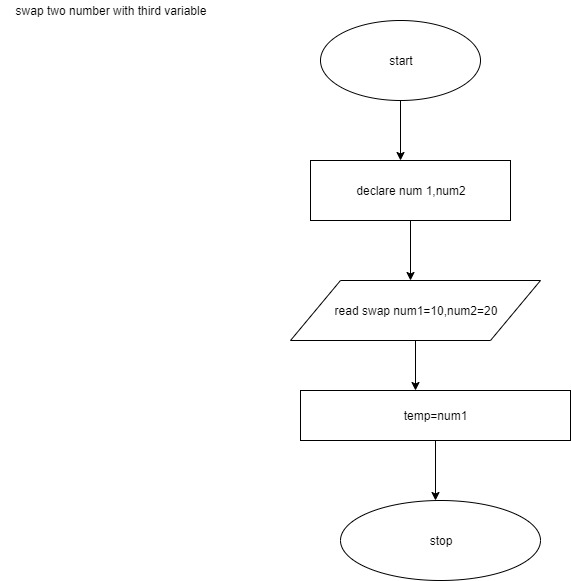 swap two number with third variable
start
declare num 1,num2
read swap num1=10,num2=20
temp=num1
stop